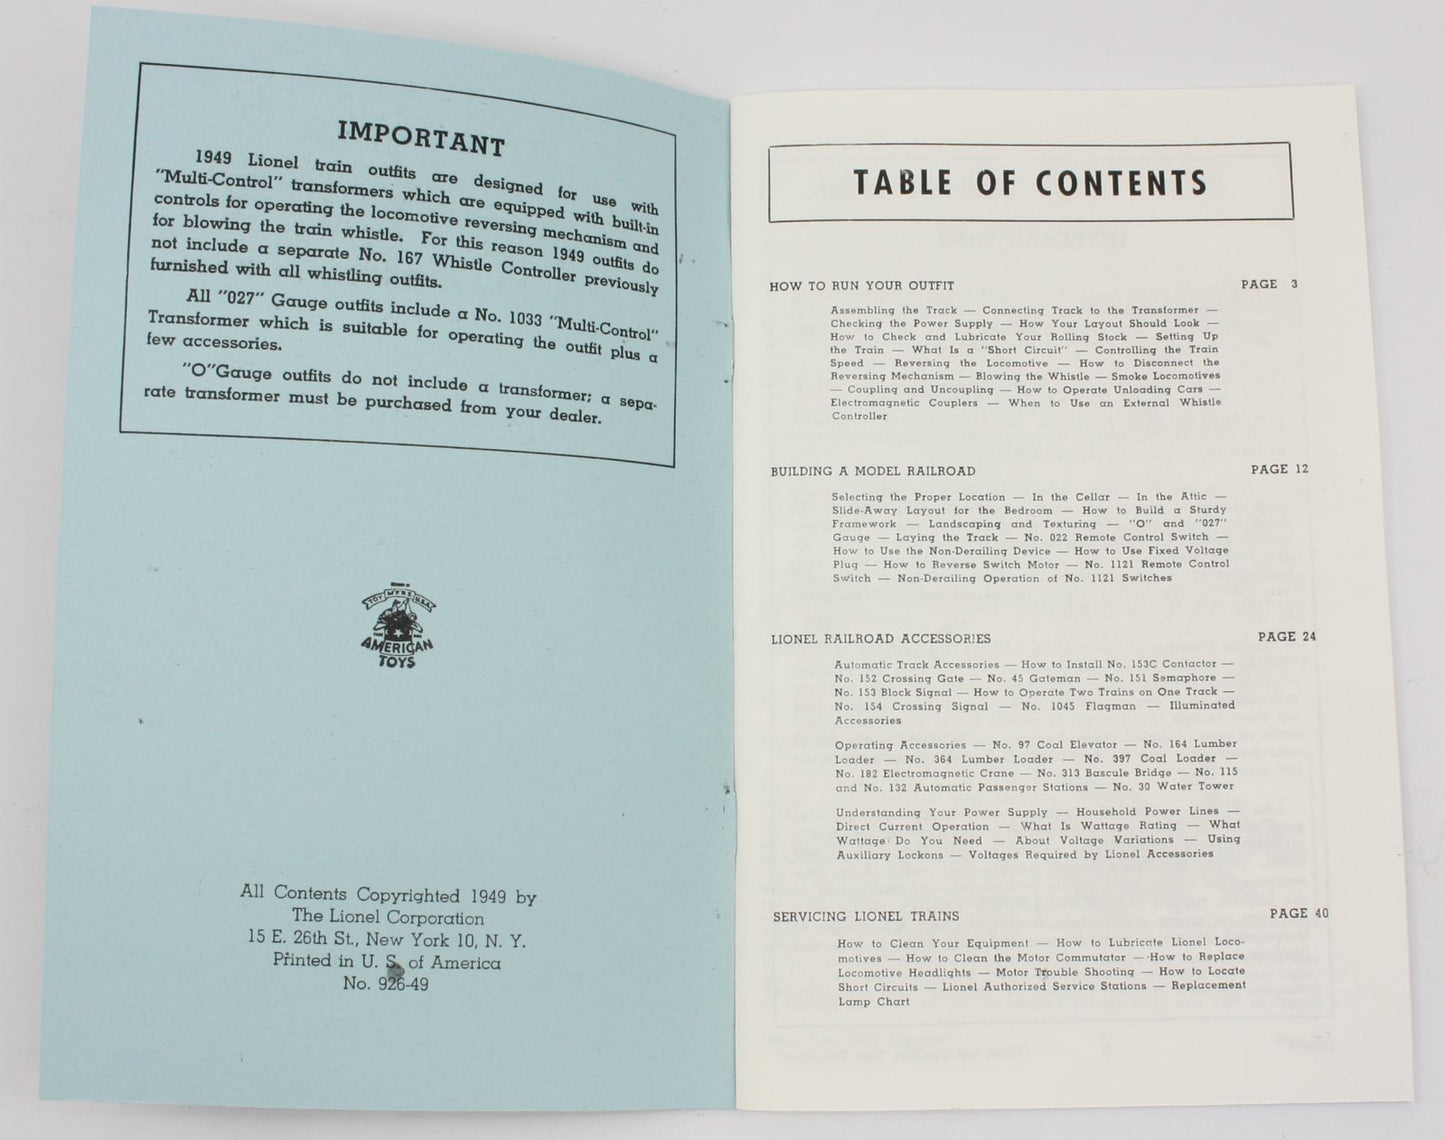 IMPORTANT
1949 Lionel train outfits are designed for use with
"Multi-Control" transformers which are equipped with built-in
controls for operating the locomotive reversing mechanism and
for blowing the train whistle. For this reason 1949 outfits do
not include a separate No. 167 Whistle Controller previously
furnished with all whistling outfits.
All "027" Gauge outfits include a No. 1033 "Multi-Control"
Transformer which is suitable for operating the outfit plus a
few accessories.
"O"Gauge outfits do not include a transformer; a sepa-
rate transformer must be purchased from your dealer.
TOY MFRS U.S.A.
AMERICAN
TOYS
All Contents Copyrighted 1949 by
The Lionel Corporation
15 E. 26th St., New York 10, N. Y.
Printed in U. S. of America
No. 926-49
TABLE OF CONTENTS
HOW TO RUN YOUR OUTFIT PAGE 3
Assembling the Track — Connecting Track to the Transformer —
Checking the Power Supply — How Your Layout Should Look —
How to Check and Lubricate Your Rolling Stock — Setting Up
the Train — What Is a "Short Circuit" — Controlling the Train
Speed — Reversing the Locomotive — How to Disconnect the
Reversing Mechanism — Blowing the Whistle — Smoke Locomotives
— Coupling and Uncoupling — How to Operate Unloading Cars —
Electromagnetic Couplers — When to Use an External Whistle
Controller
BUILDING A MODEL RAILROAD PAGE 12
Selecting the Proper Location — In the Cellar — In the Attic —
Slide-Away Layout for the Bedroom — How to Build a Sturdy
Framework — Landscaping and Texturing — "O" and "027"
Gauge — Laying the Track — No. 022 Remote Control Switch —
How to Use the Non-Derailing Device — How to Use Fixed Voltage
Plug — How to Reverse Switch Motor — No. 1121 Remote Control
Switch — Non-Derailing Operation of No. 1121 Switches
LIONEL RAILROAD ACCESSORIES PAGE 24
Automatic Track Accessories — How to Install No. 153C Contactor —
No. 152 Crossing Gate — No. 45 Gateman — No. 151 Semaphore —
No. 153 Block Signal — How to Operate Two Trains on One Track —
No. 154 Crossing Signal — No. 1045 Flagman — Illuminated
Accessories
Operating Accessories — No. 97 Coal Elevator — No. 164 Lumber
Loader — No. 364 Lumber Loader — No. 397 Coal Loader —
No. 182 Electromagnetic Crane — No. 313 Bascule Bridge — No. 115
and No. 132 Automatic Passenger Stations — No. 30 Water Tower
Understanding Your Power Supply — Household Power Lines —
Direct Current Operation — What Is Wattage Rating — What
Wattage Do You Need — About Voltage Variations — Using
Auxiliary Lockons — Voltages Required by Lionel Accessories
SERVICING LIONEL TRAINS PAGE 40
How to Clean Your Equipment — How to Lubricate Lionel Loco-
motives — How to Clean the Motor Commutator — How to Replace
Locomotive Headlights — Motor Trouble Shooting — How to Locate
Short Circuits — Lionel Authorized Service Stations — Replacement
Lamp Chart